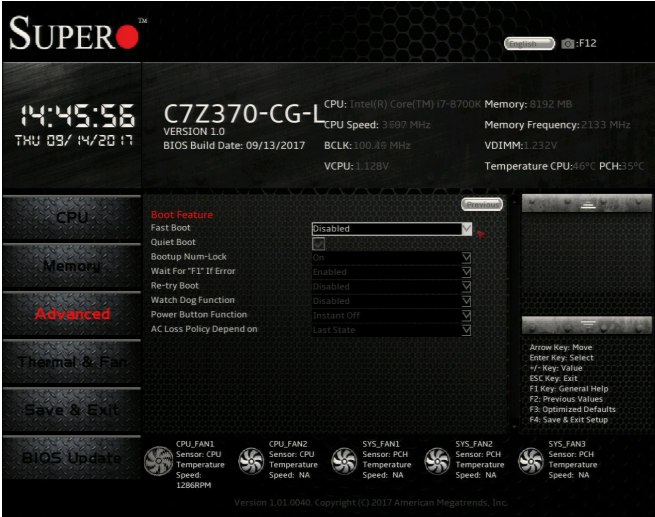 SUPER TM
English :F12
14:45:56
THU 09/14/2017
C7Z370-CG-L
VERSION 1.0
BIOS Build Date: 09/13/2017
CPU: Intel(R) Core(TM) i7-8700K
CPU Speed: MHz
BCLK: MHz
VCPU: 1.128V
Memory: 8192 MB
Memory Frequency: 2133 MHz
VDIMM: 1.232V
Temperature CPU: 46°C PCH: 35°C
CPU
Memory
Advanced
Thermal & Fan
Save & Exit
BIOS Update
Previous
Boot Feature
Fast Boot Disabled
Quiet Boot
Bootup Num-Lock On
Wait For "F1" If Error Enabled
Re-try Boot Disabled
Watch Dog Function Disabled
Power Button Function Instant Off
AC Loss Policy Depend on Last State
Arrow Key: Move
Enter Key: Select
+/- Key: Value
ESC Key: Exit
F1 Key: General Help
F2: Previous Values
F3: Optimized Defaults
F4: Save & Exit Setup
CPU_FAN1
Sensor: CPU
Temperature
Speed:
1286RPM
CPU_FAN2
Sensor: CPU
Temperature
Speed: NA
SYS_FAN1
Sensor: PCH
Temperature
Speed: NA
SYS_FAN2
Sensor: PCH
Temperature
Speed: NA
SYS_FAN3
Sensor: PCH
Temperature
Speed: NA
Version 1.01.0040. Copyright (C) 2017 American Megatrends, Inc.